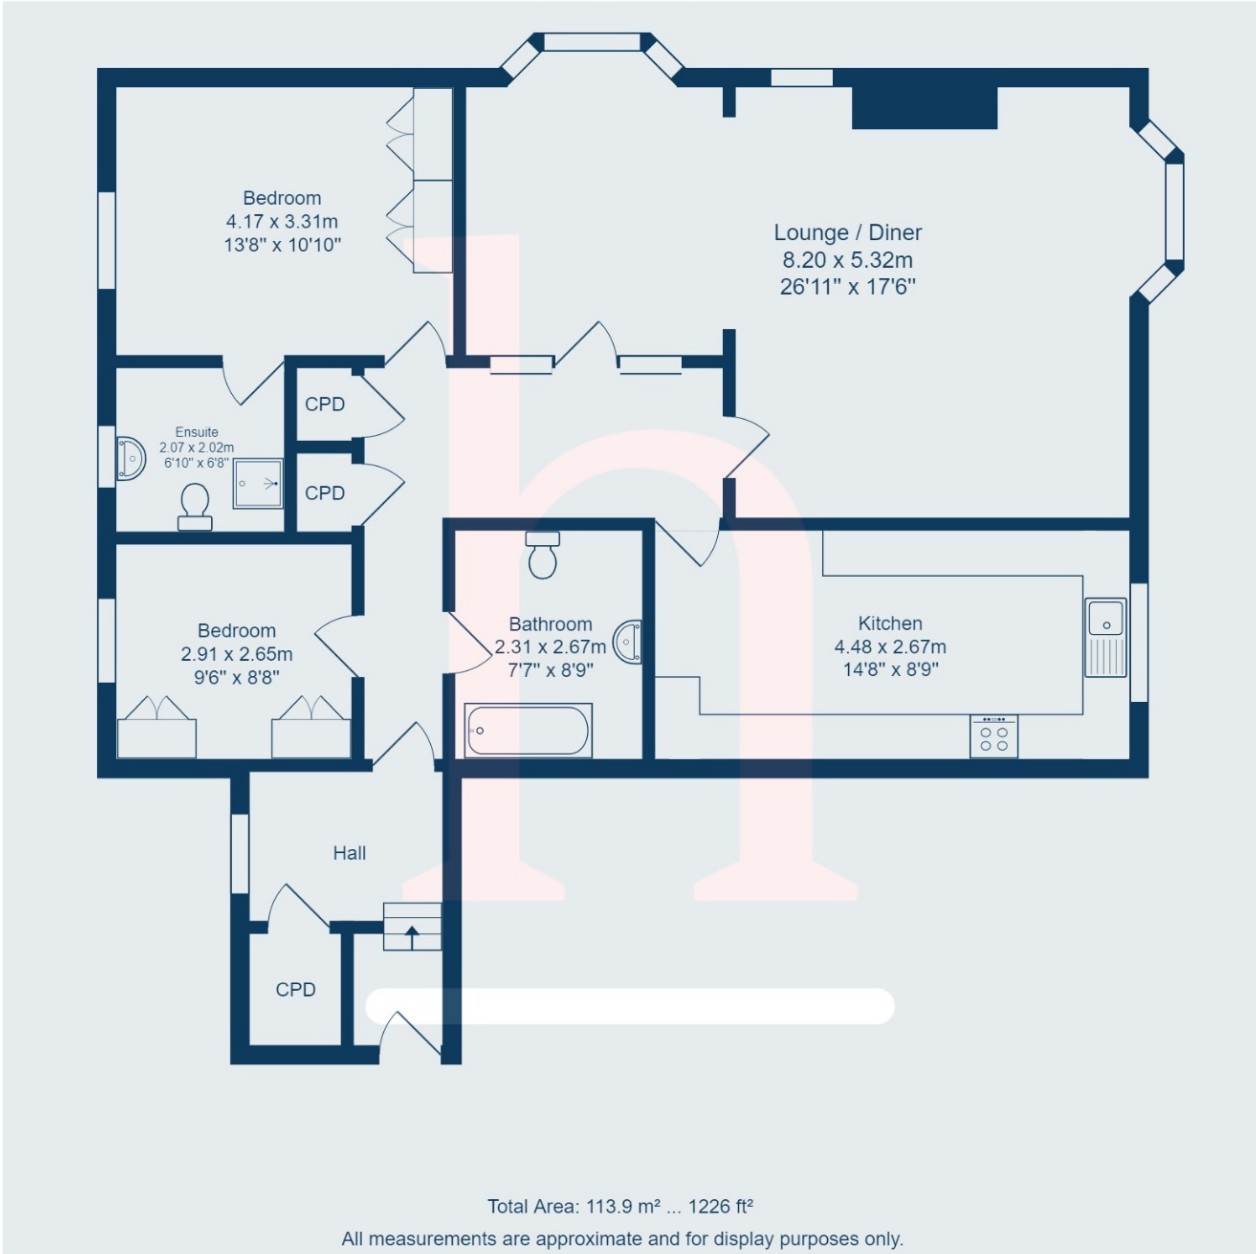 Bedroom
4.17 x 3.31m
13'8" x 10'10"
Lounge / Diner
8.20 x 5.32m
26'11" x 17'6"
CPD
Ensuite
2.07 x 2.02m
6'10" x 6'8"
CPD
Bedroom
2.91 x 2.65m
9'6" x 8'8"
Bathroom
2.31 x 2.67m
7'7" x 8'9"
Kitchen
4.48 x 2.67m
14'8" x 8'9"
Hall
CPD
h
Total Area: 113.9 m² ... 1226 ft²
All measurements are approximate and for display purposes only.